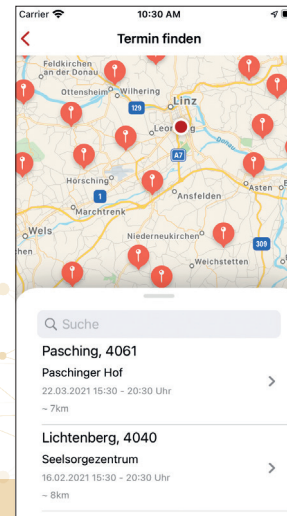 Carrier 10:30 AM
Termin finden
Feldkirchen
an der Donau
Ottensheim
Wilhering
129
Linz
Donau
A7
Hörsching
1
Ansfelden
Asten
Marchtrenk
Wels
Niederneukirchen
309
Weichstetten
Suche
Pasching, 4061
Paschinger Hof
22.03.2021 15:30 - 20:30 Uhr
~ 7km
Lichtenberg, 4040
Seelsorgezentrum
16.02.2021 15:30 - 20:30 Uhr
~ 8km